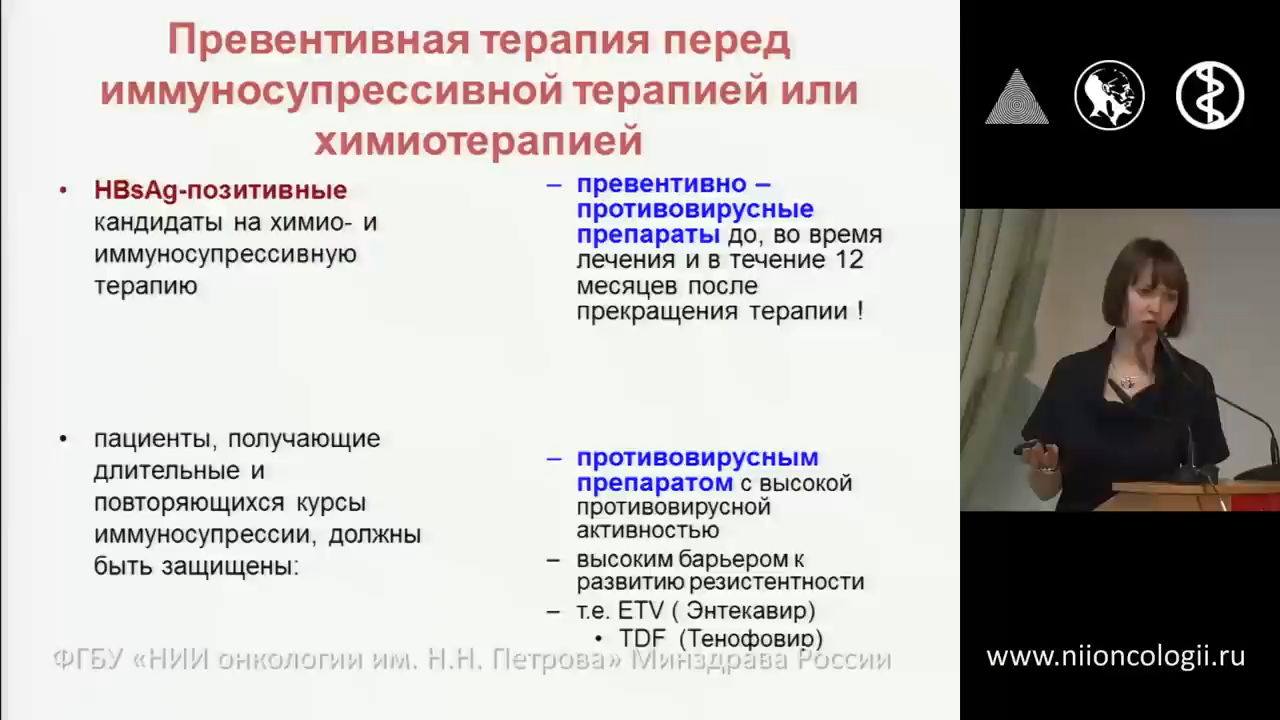 Превентивная терапия перед
иммуносупрессивной терапией или
химиотерапией
• HBsAg-позитивные
кандидаты на химио- и
иммуносупрессивную
терапию
– превентивно –
противовирусные
препараты до, во время
лечения и в течение 12
месяцев после
прекращения терапии !
• пациенты, получающие
длительные и
повторяющихся курсы
иммуносупрессии, должны
быть защищены:
– противовирусным
препаратом с высокой
противовирусной
активностью
– высоким барьером к
развитию резистентности
– т.е. ETV ( Энтекавир)
• TDF (Тенофовир)
ФГБУ «НИИ онкологии им. Н.Н. Петрова» Минздрава России
www.niioncologii.ru